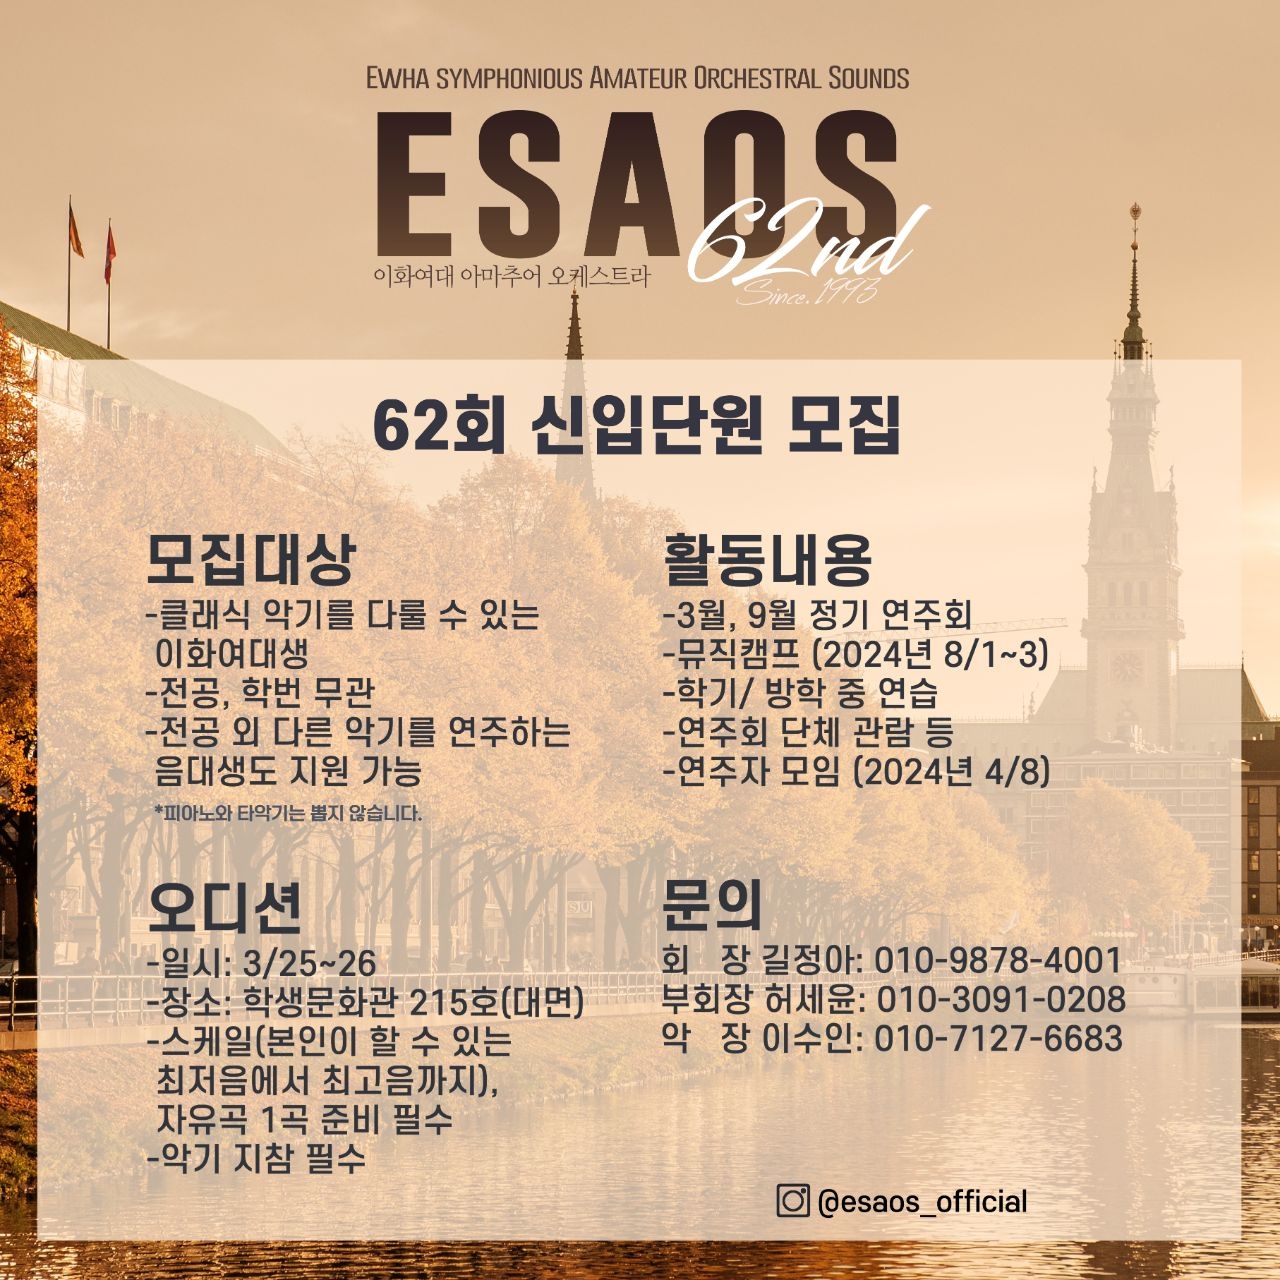 EWHA SYMPHONIOUS AMATEUR ORCHESTRAL SOUNDS
ESAOS
62nd
이화여대 아마추어 오케스트라
Since.1993
62회 신입단원 모집
모집대상
-클래식 악기를 다룰 수 있는
이화여대생
-전공, 학번 무관
-전공 외 다른 악기를 연주하는
음대생도 지원 가능
*피아노와 타악기는 뽑지 않습니다.
활동내용
-3월, 9월 정기 연주회
-뮤직캠프 (2024년 8/1~3)
-학기/ 방학 중 연습
-연주회 단체 관람 등
-연주자 모임 (2024년 4/8)
오디션
-일시: 3/25~26
-장소: 학생문화관 215호(대면)
-스케일(본인이 할 수 있는
최저음에서 최고음까지),
자유곡 1곡 준비 필수
-악기 지참 필수
문의
회 장 길정아: 010-9878-4001
부회장 허세윤: 010-3091-0208
악 장 이수인: 010-7127-6683
@esaos_official